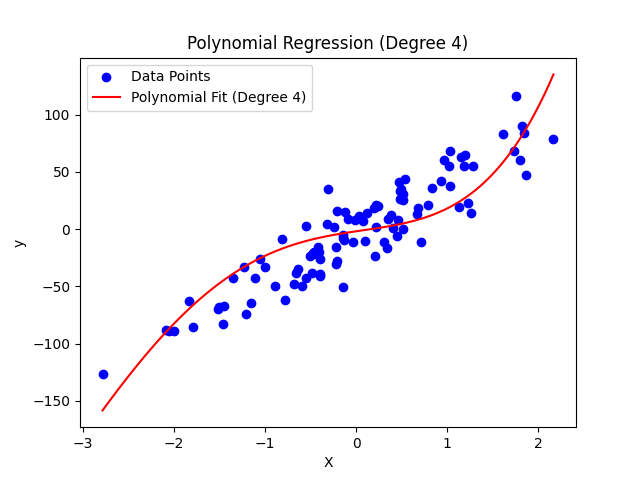 Polynomial Regression (Degree 4)
Data Points
Polynomial Fit (Degree 4)
100
50
0
−50
−100
−150
y
−3 −2 −1 0 1 2
X